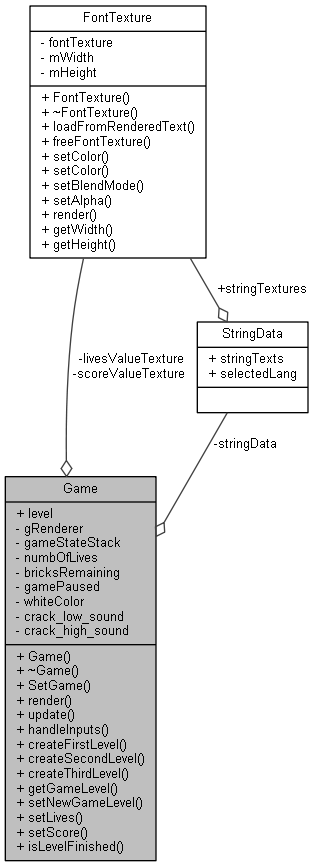 FontTexture
- fontTexture
- mWidth
- mHeight
+ FontTexture()
+ ~FontTexture()
+ loadFromRenderedText()
+ freeFontTexture()
+ setColor()
+ setColor()
+ setBlendMode()
+ setAlpha()
+ render()
+ getWidth()
+ getHeight()
+stringTextures
StringData
+ stringTexts
+ selectedLang
-livesValueTexture
-scoreValueTexture
-stringData
Game
+ level
- gRenderer
- gameStateStack
- numbOfLives
- bricksRemaining
- gamePaused
- whiteColor
- crack_low_sound
- crack_high_sound
+ Game()
+ ~Game()
+ SetGame()
+ render()
+ update()
+ handleInputs()
+ createFirstLevel()
+ createSecondLevel()
+ createThirdLevel()
+ getGameLevel()
+ setNewGameLevel()
+ setLives()
+ setScore()
+ isLevelFinished()